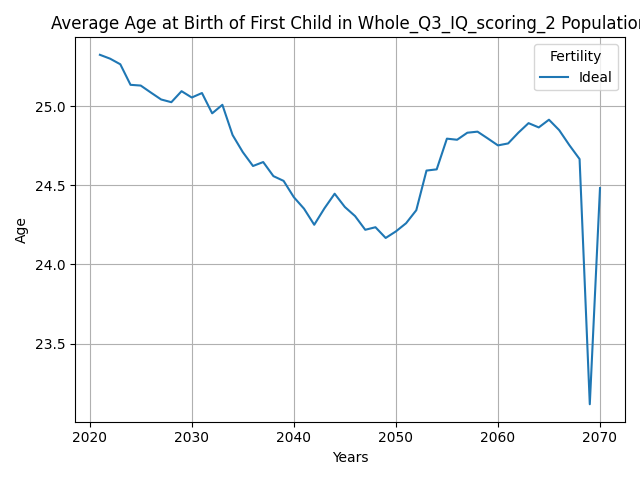 Average Age at Birth of First Child in Whole_Q3_IQ_scoring_2 Population
Fertility
Ideal
25.0
24.5
24.0
23.5
Age
2020
2030
2040
2050
2060
2070
Years